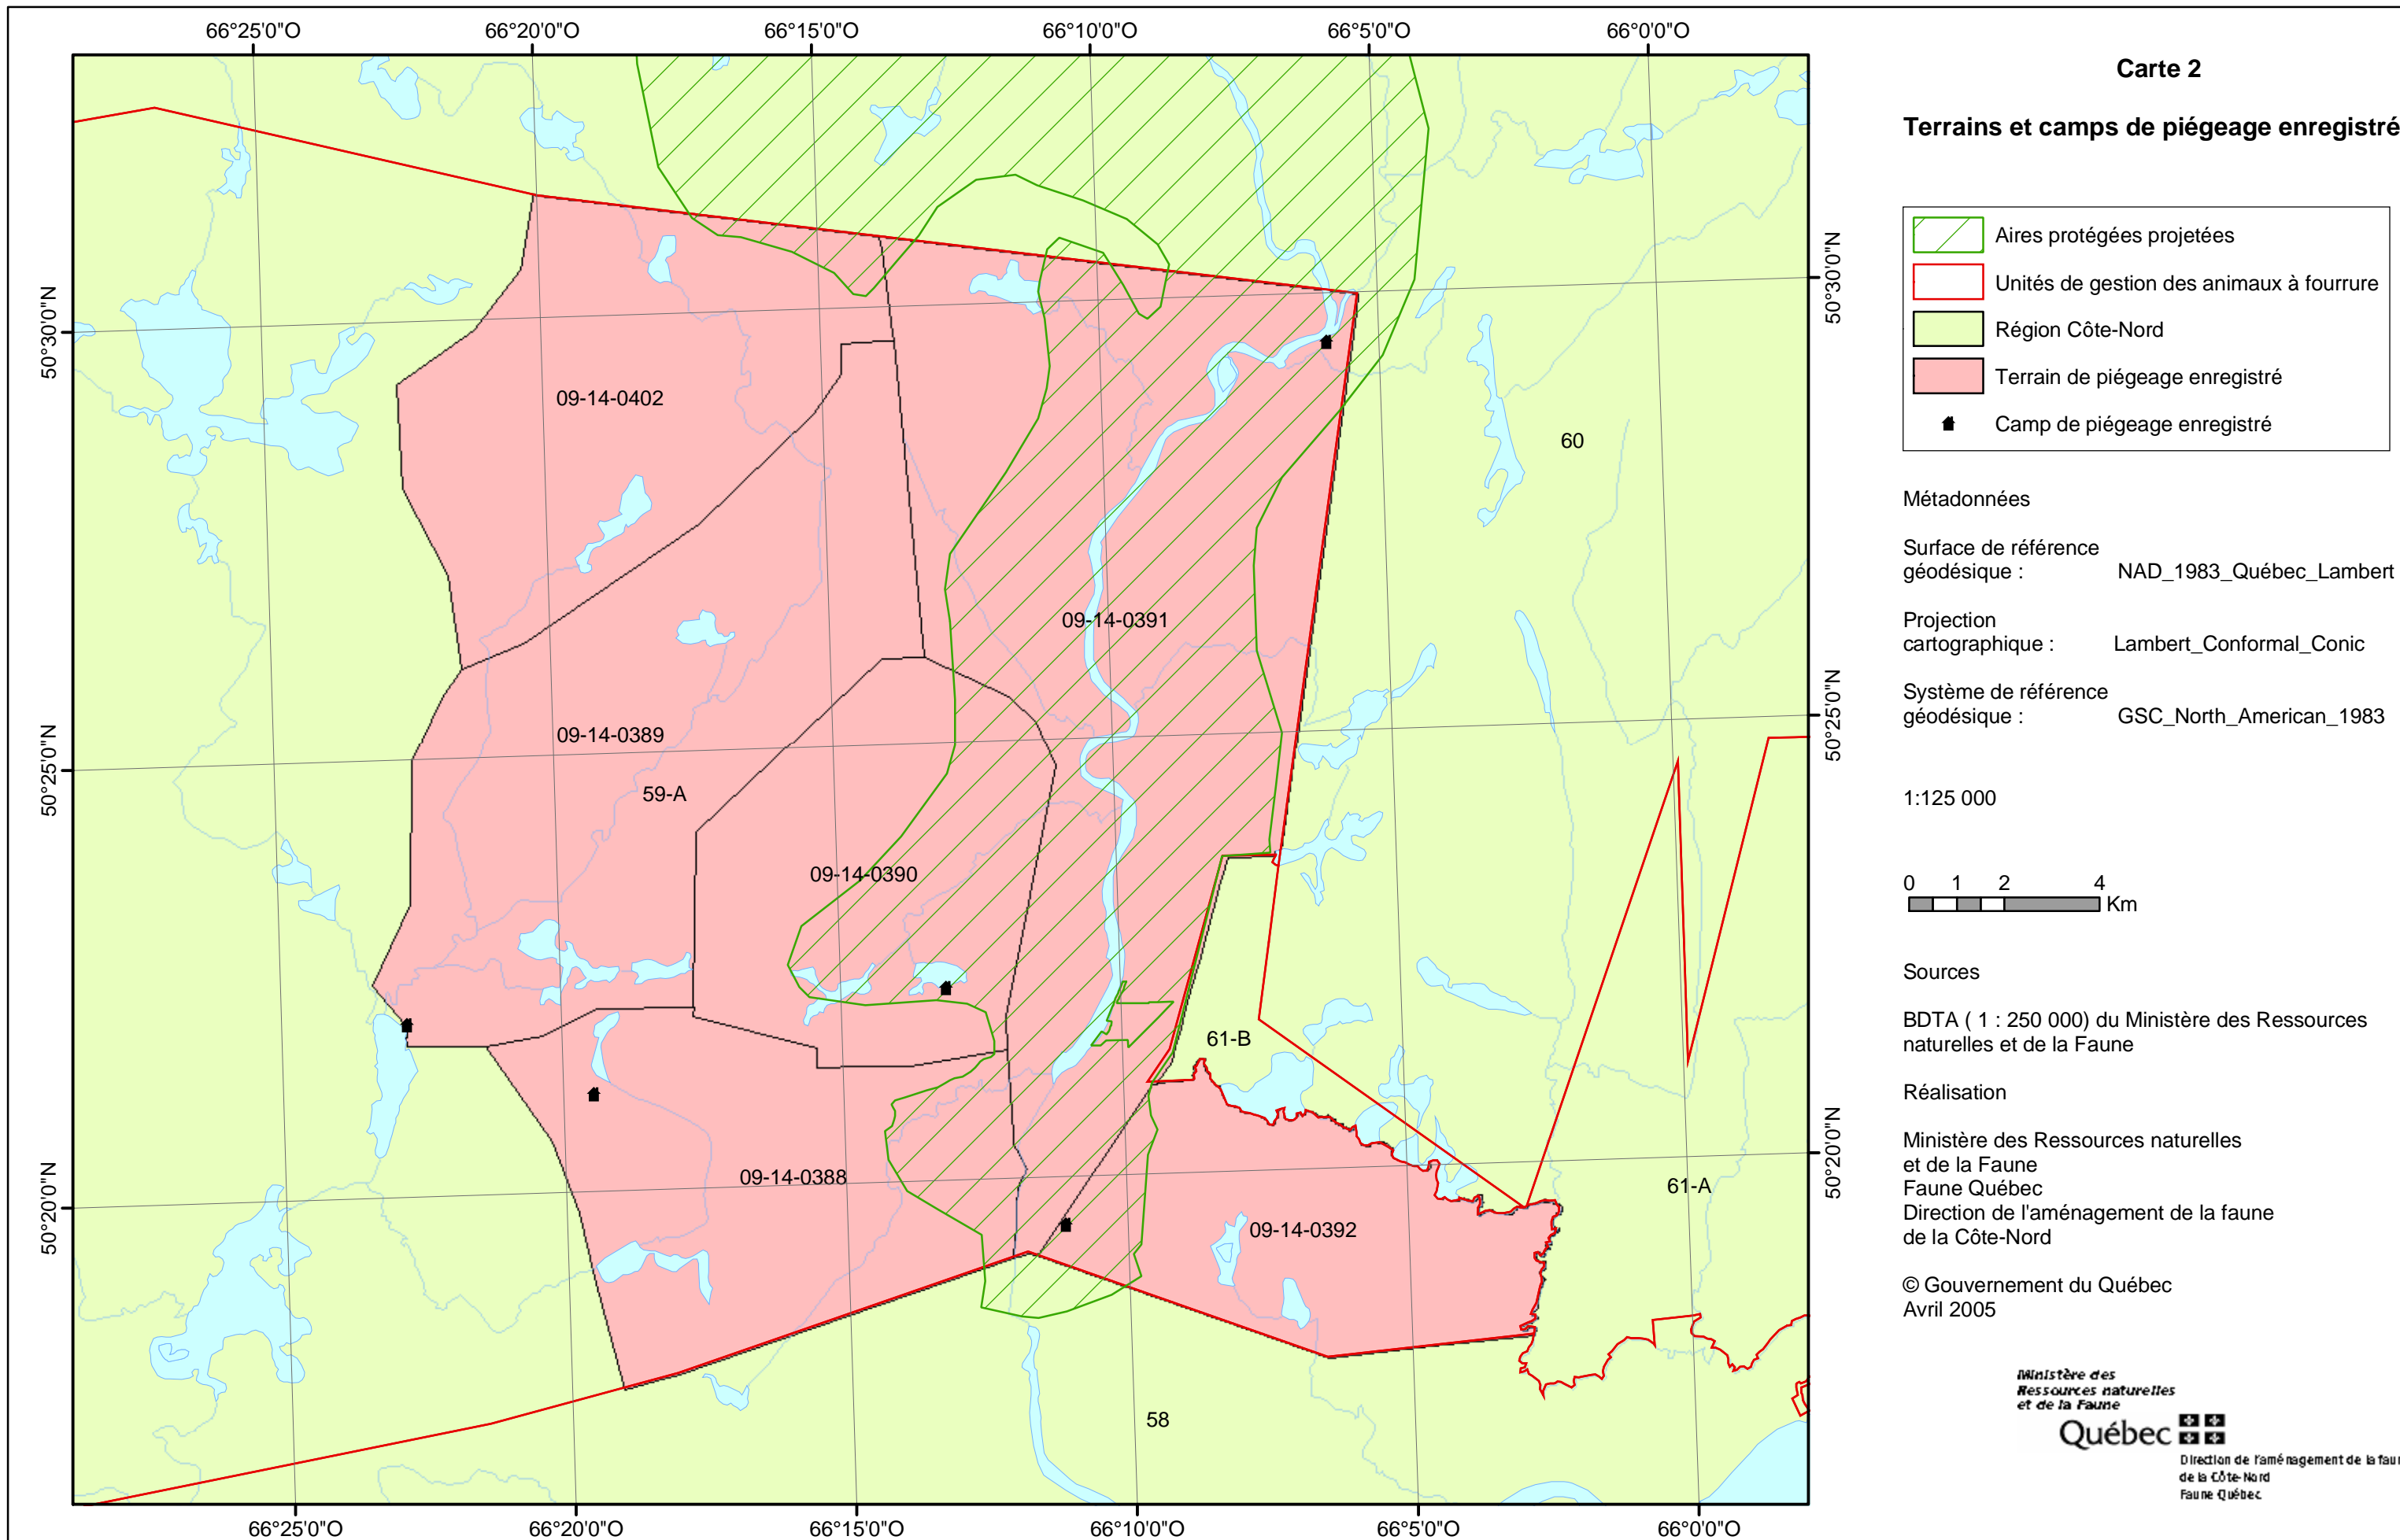 66°25'0"O
66°20'0"O
66°15'0"O
66°10'0"O
66°5'0"O
66°0'0"O
50°30'0"N
50°25'0"N
50°20'0"N
50°30'0"N
50°25'0"N
50°20'0"N
09-14-0402
60
09-14-0391
09-14-0389
59-A
09-14-0390
61-B
09-14-0388
61-A
09-14-0392
58
66°25'0"O
66°20'0"O
66°15'0"O
66°10'0"O
66°5'0"O
66°0'0"O
Carte 2
Terrains et camps de piégeage enregistré
Aires protégées projetées
Unités de gestion des animaux à fourrure
Région Côte-Nord
Terrain de piégeage enregistré
Camp de piégeage enregistré
Métadonnées
Surface de référence
géodésique : NAD_1983_Québec_Lambert
Projection
cartographique : Lambert_Conformal_Conic
Système de référence
géodésique : GSC_North_American_1983
1:125 000
0 1 2 4
Km
Sources
BDTA ( 1 : 250 000) du Ministère des Ressources
naturelles et de la Faune
Réalisation
Ministère des Ressources naturelles
et de la Faune
Faune Québec
Direction de l'aménagement de la faune
de la Côte-Nord
© Gouvernement du Québec
Avril 2005
Ministère des
Ressources naturelles
et de la Faune
Québec
Direction de l'aménagement de la faun
de la Côte-Nord
Faune Québec